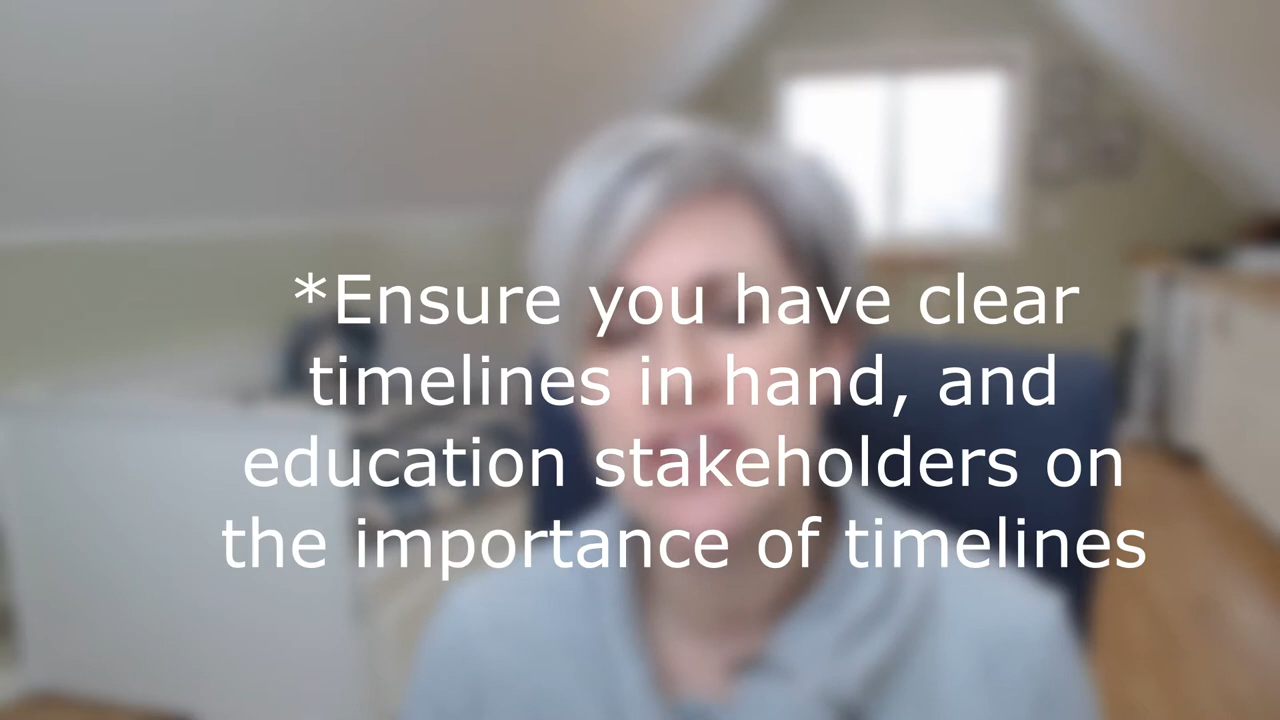 *Ensure you have clear
timelines in hand, and
education stakeholders on
the importance of timelines